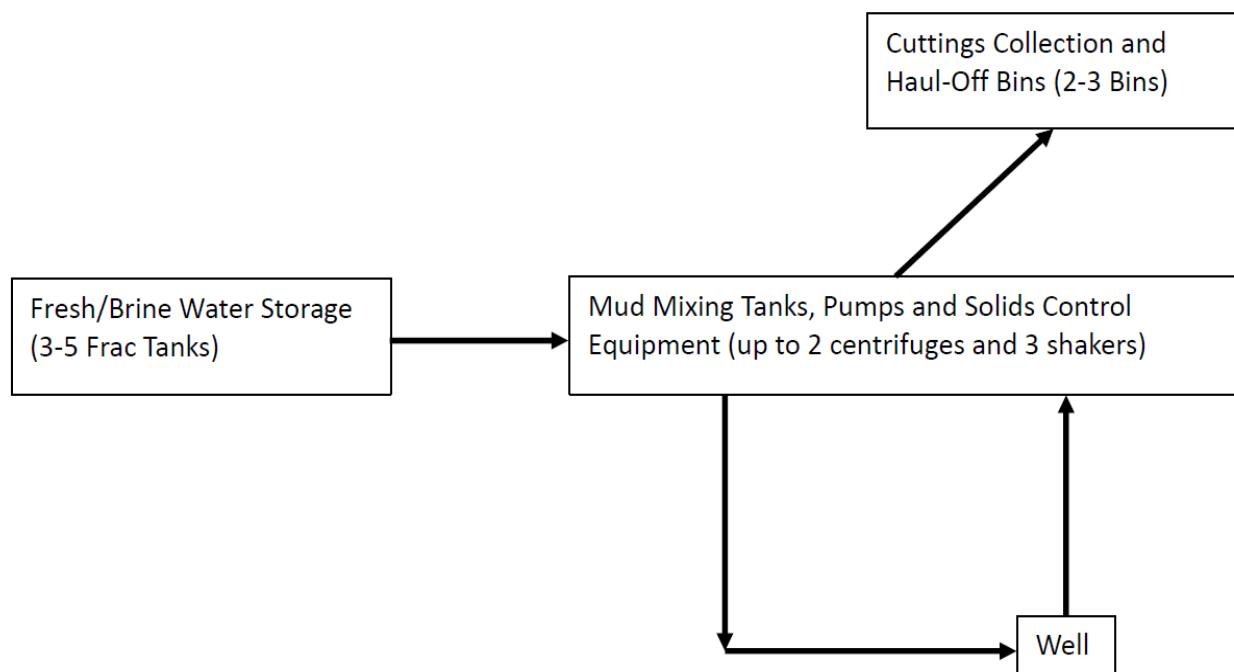 Cuttings Collection and
Haul-Off Bins (2-3 Bins)
Fresh/Brine Water Storage
(3-5 Frac Tanks)
Mud Mixing Tanks, Pumps and Solids Control
Equipment (up to 2 centrifuges and 3 shakers)
Well